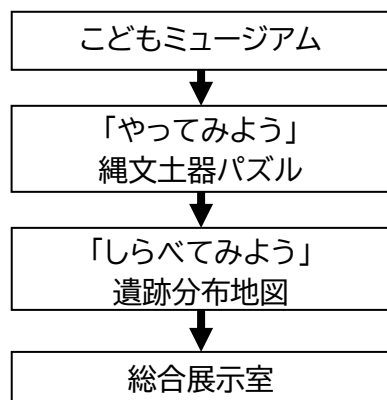 こどもミュージアム
「やってみよう」
縄文土器パズル
「しらべてみよう」
遺跡分布地図
総合展示室